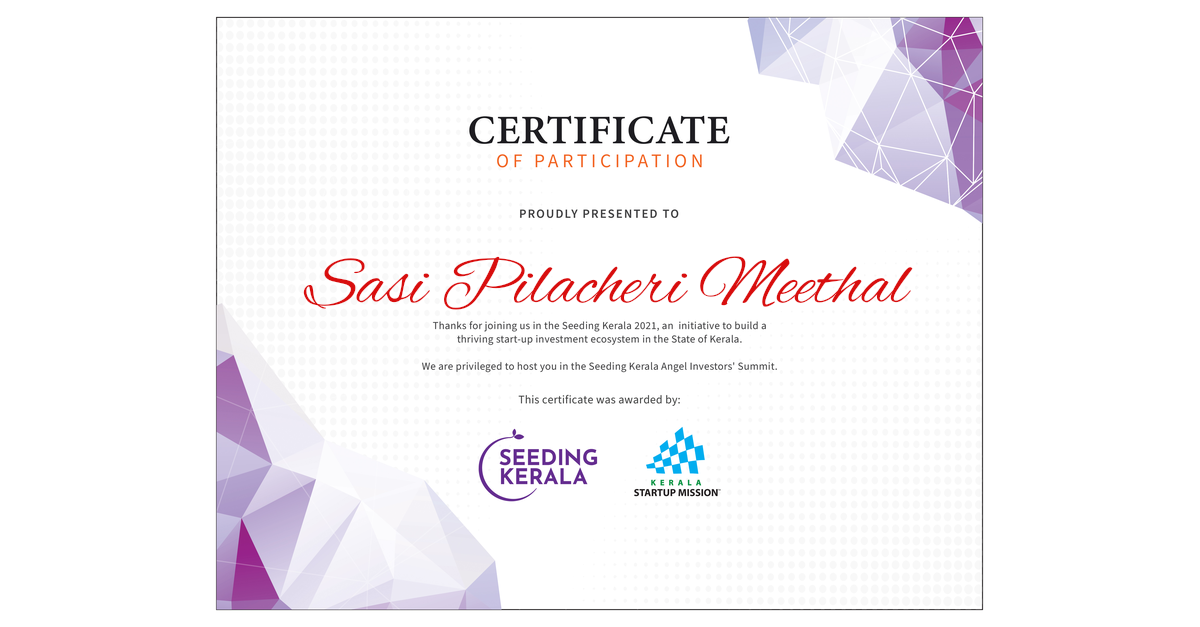 CERTIFICATE
OF PARTICIPATION
PROUDLY PRESENTED TO
Sasi Pilacheri Meethal
Thanks for joining us in the Seeding Kerala 2021, an initiative to build a
thriving start-up investment ecosystem in the State of Kerala.
We are privileged to host you in the Seeding Kerala Angel Investors' Summit.
This certificate was awarded by:
SEEDING
KERALA
KERALA
STARTUP MISSION